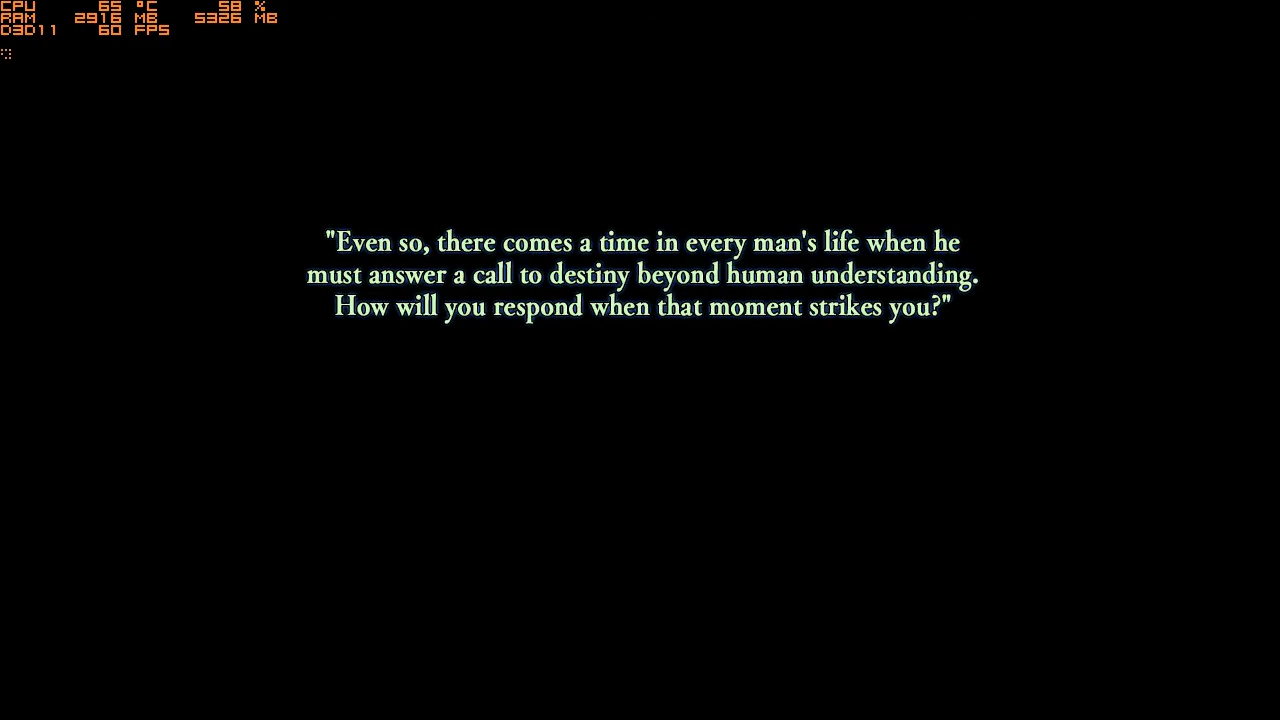 CPU 65 °C 58 %
RAM 2916 MB 5326 MB
D3D11 60 FPS
"Even so, there comes a time in every man's life when he
must answer a call to destiny beyond human understanding.
How will you respond when that moment strikes you?"